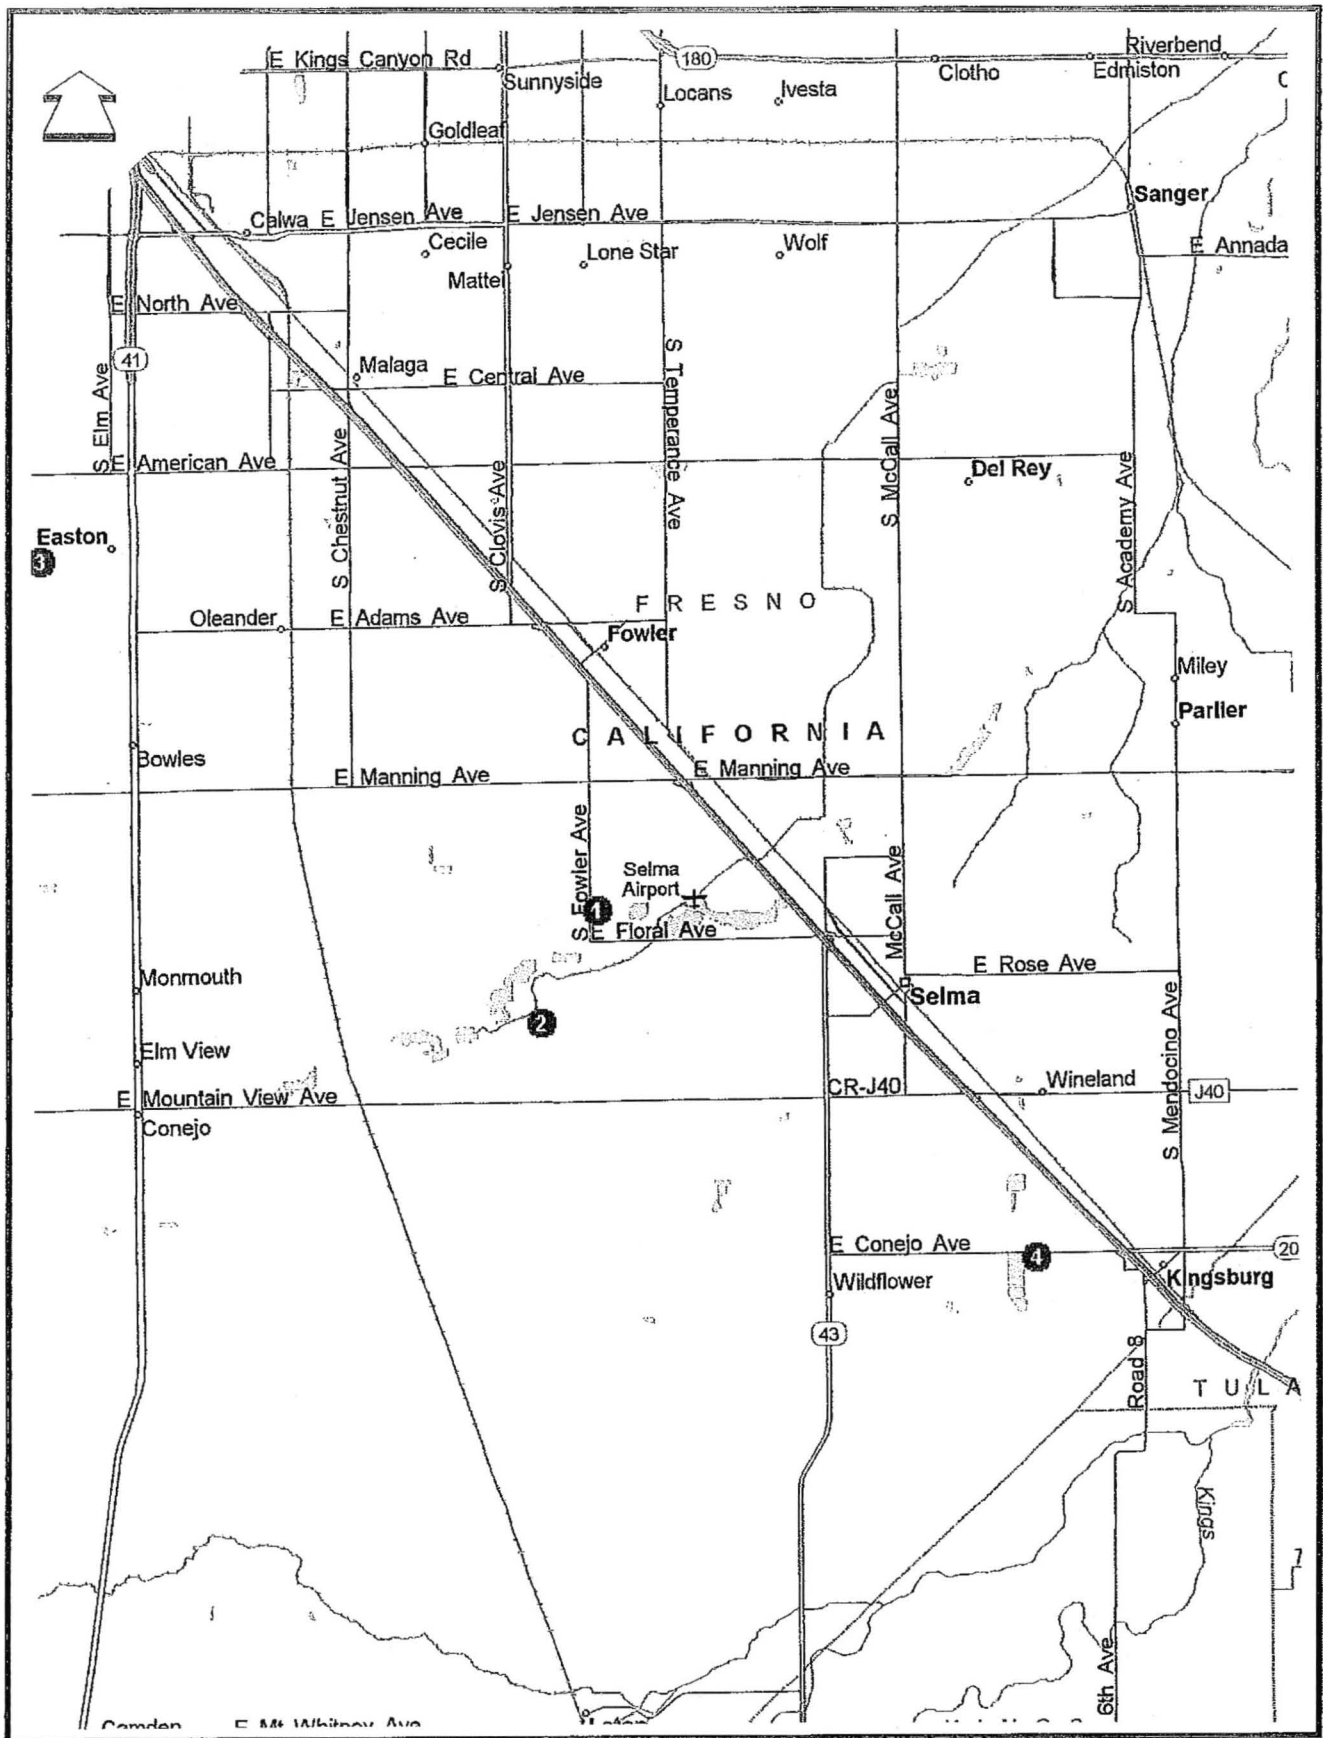 E Kings Canyon Rd
Sunnyside
180
Clotho
Riverbend
Edmiston
Locans
Ivesta
Goldleaf
Sanger
Calwa
E Jensen Ave
E Jensen Ave
Cecile
Mattei
Lone Star
Wolf
E Annada
E North Ave
41
S Elm Ave
Malaga
E Central Ave
S Temperance Ave
S McCall Ave
E American Ave
S Chestnut Ave
S Clovis Ave
Del Rey
S Academy Ave
Easton
3
FRESNO
Oleander
E Adams Ave
Fowler
Miley
Parlier
CALIFORNIA
Bowles
E Manning Ave
E Manning Ave
S Fowler Ave
Selma
Airport
1
McCall Ave
E Floral Ave
E Rose Ave
Monmouth
Selma
2
Elm View
S Mendocino Ave
E Mountain View Ave
CR-J40
Wineland
J40
Conejo
E Conejo Ave
4
20
Wildflower
Kingsburg
43
Road 8
TULA
Kings
7
6th Ave
Camden
E Mt Whitney Ave